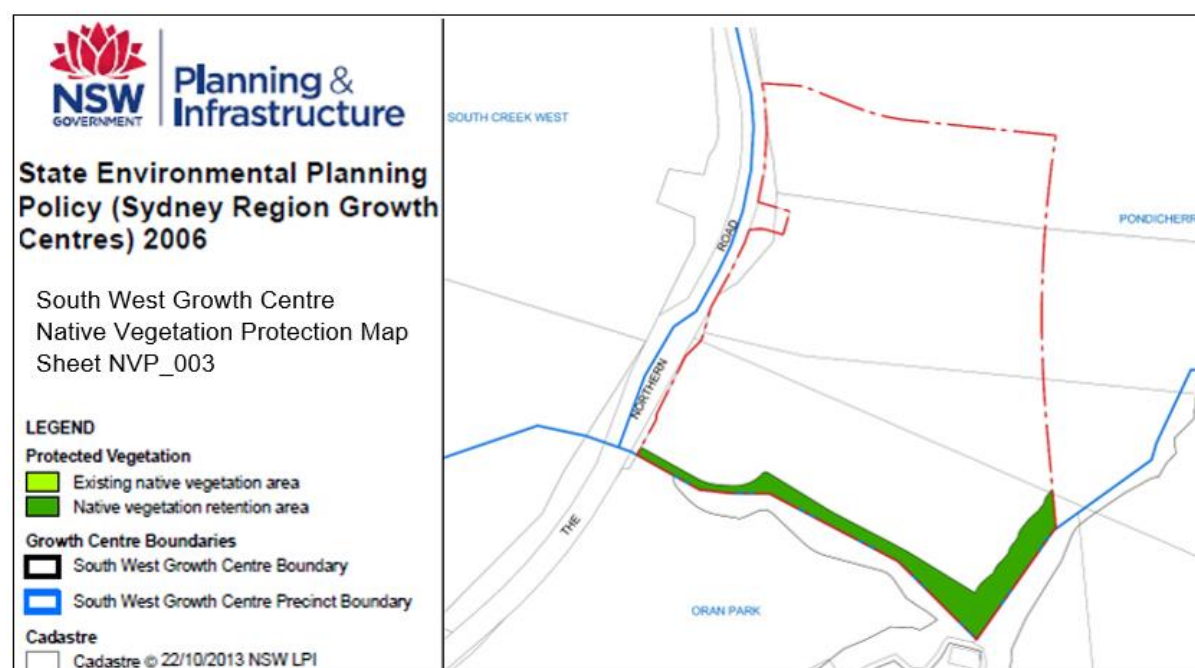 NSW
GOVERNMENT
Planning &
Infrastructure
State Environmental Planning
Policy (Sydney Region Growth
Centres) 2006
South West Growth Centre
Native Vegetation Protection Map
Sheet NVP_003
LEGEND
Protected Vegetation
Existing native vegetation area
Native vegetation retention area
Growth Centre Boundaries
South West Growth Centre Boundary
South West Growth Centre Precinct Boundary
Cadastre
Cadastre © 22/10/2013 NSW LPI
SOUTH CREEK WEST
PONDICHERR
ROAD
NORTHERN
THE
ORAN PARK